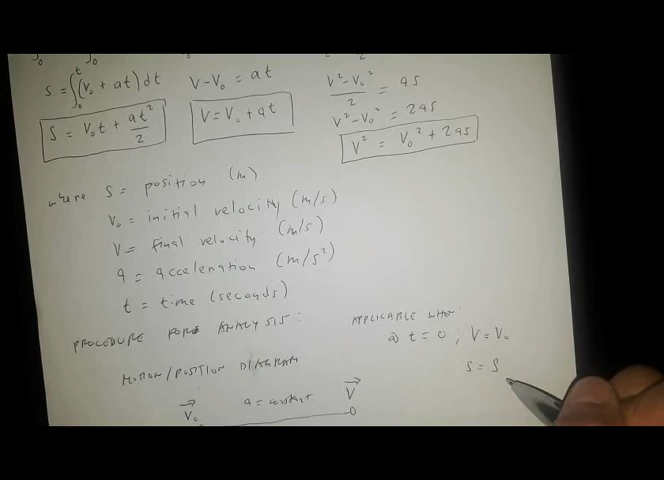 S = ∫₀ᵗ (V₀ + at) dt
V - V₀ = at
(V² - V₀²)/2 = as
V² - V₀² = 2as
S = V₀t + at²/2
V = V₀ + at
V² = V₀² + 2as
where S = position (m)
V₀ = initial velocity (m/s)
V = final velocity (m/s)
a = acceleration (m/s²)
t = time (seconds)
PROCEDURE FOR ANALYSIS:
MOTION/POSITION DIAGRAM
V₀ a = constant V
APPLICABLE WHEN
@ t = 0 ; V = V₀
S = S